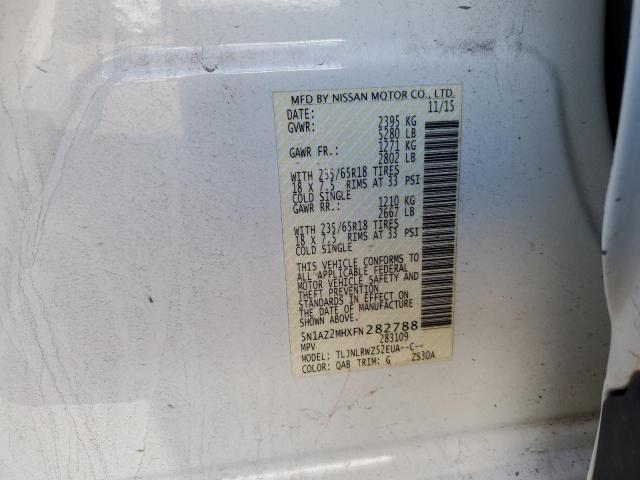 MFD BY NISSAN MOTOR CO., LTD.
DATE: 11/15
GVWR: 2395 KG
5280 LB
GAWR FR.: 1271 KG
2802 LB
WITH 235/65R18 TIRES
18 X 7.5 RIMS AT 33 PSI
COLD SINGLE
GAWR RR.: 1210 KG
2667 LB
WITH 235/65R18 TIRES
18 X 7.5 RIMS AT 33 PSI
COLD SINGLE
THIS VEHICLE CONFORMS TO
ALL APPLICABLE FEDERAL
MOTOR VEHICLE SAFETY AND
THEFT PREVENTION
STANDARDS IN EFFECT ON
THE DATE OF MANUFACTURE
SHOWN ABOVE.
5N1AZ2MHXFN282788
MPV 283109
MODEL: TLJNLRWZ52EUA--C--
COLOR: QAB TRIM: G ZS30A